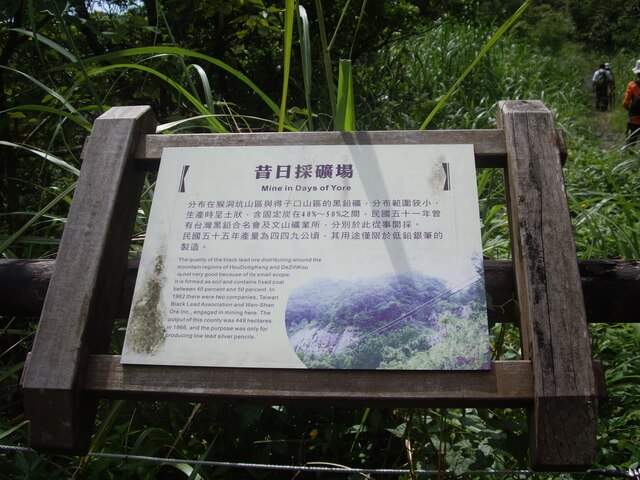 昔日採礦場
Mine in Days of Yore
分布在猴洞坑山區與得子口山區的黑鉛礦，分布範圍狹小，
生產時呈土狀，含固定炭在40%～50%之間，民國五十一年曾
有台灣黑鉛合名會及文山礦業所，分別於此從事開採。
民國五十五年產量為四四九公頃，其用途僅限於低鉛銀筆的
製造。
The quality of the black lead ore distributing around the
mountain regions of HouDongKeng and DeZihKou
is,not very good because of its small scope.
It is formed as soil and contains fixed coal
between 40 percent and 50 percent. In
1962 there were two companies, Taiwan
Black Lead Association and Wen-Shan
Ore Inc., engaged in mining here. The
output of this county was 449 hectares
in 1966, and the purpose was only for
producing low lead silver pencils.